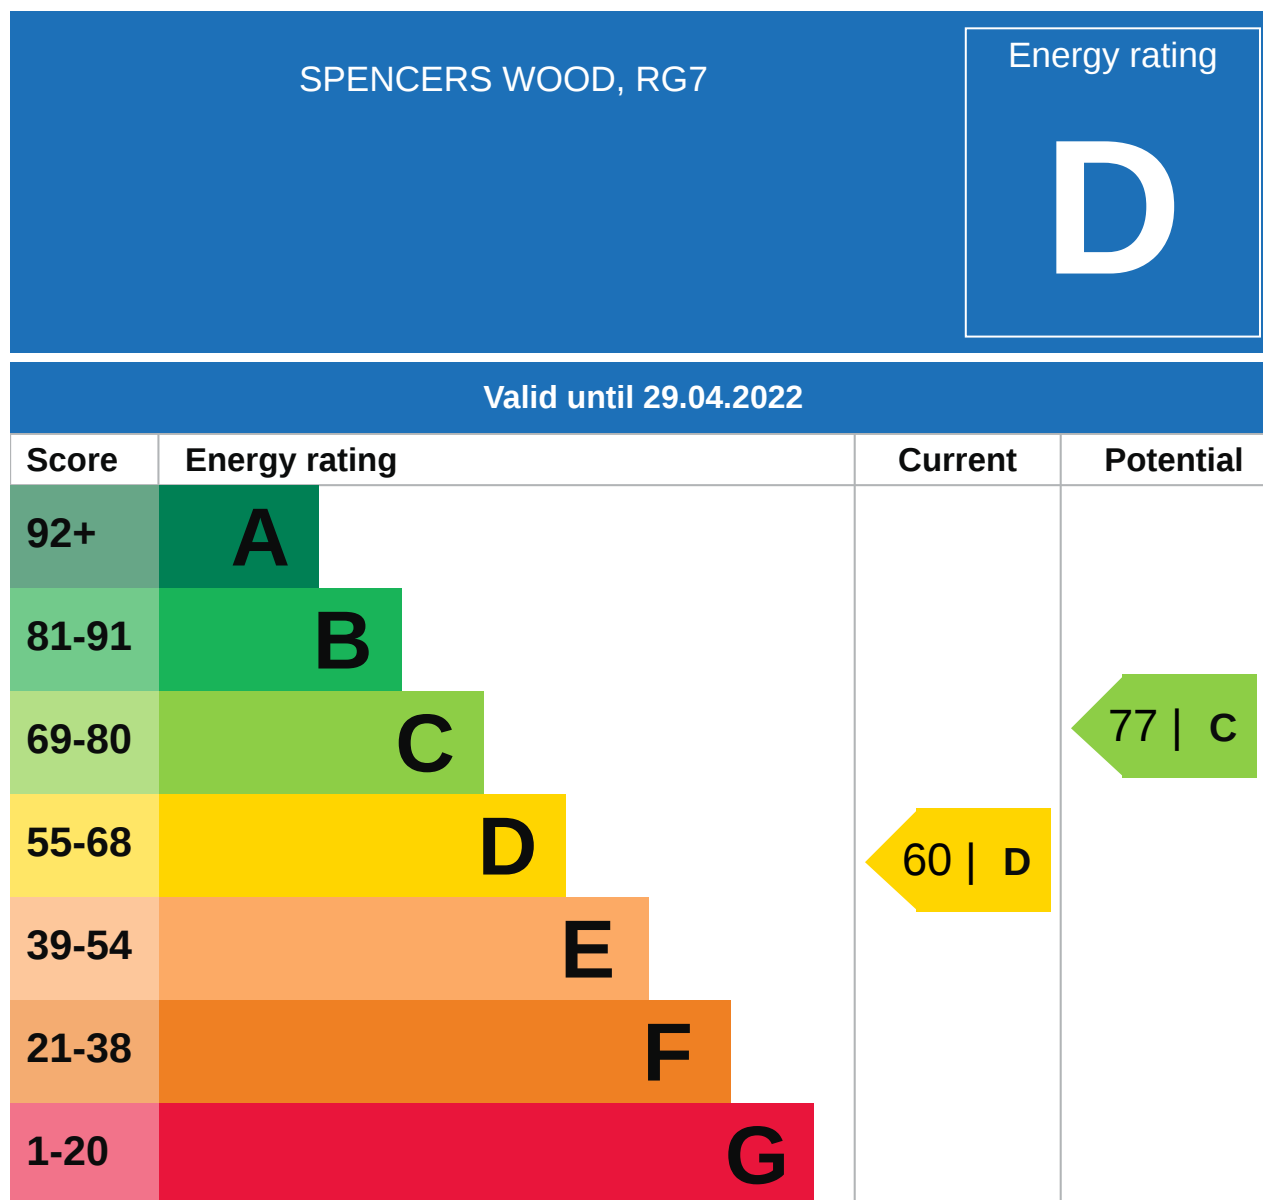 SPENCERS WOOD, RG7
Energy rating
D
Valid until 29.04.2022
Score Energy rating Current Potential
92+ A
81-91 B
69-80 C 77 | C
55-68 D 60 | D
39-54 E
21-38 F
1-20 G